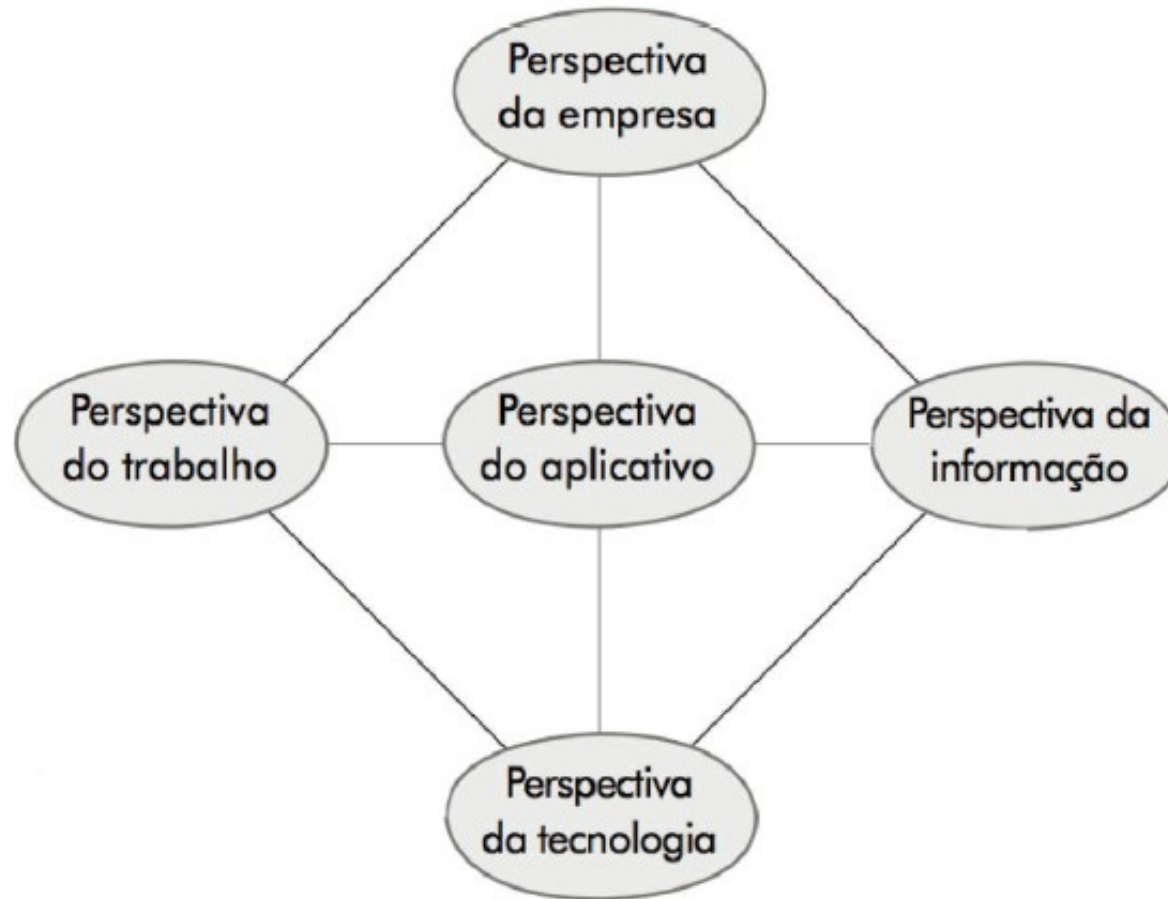 Perspectiva
da empresa
Perspectiva
do trabalho
Perspectiva
do aplicativo
Perspectiva da
informação
Perspectiva
da tecnologia